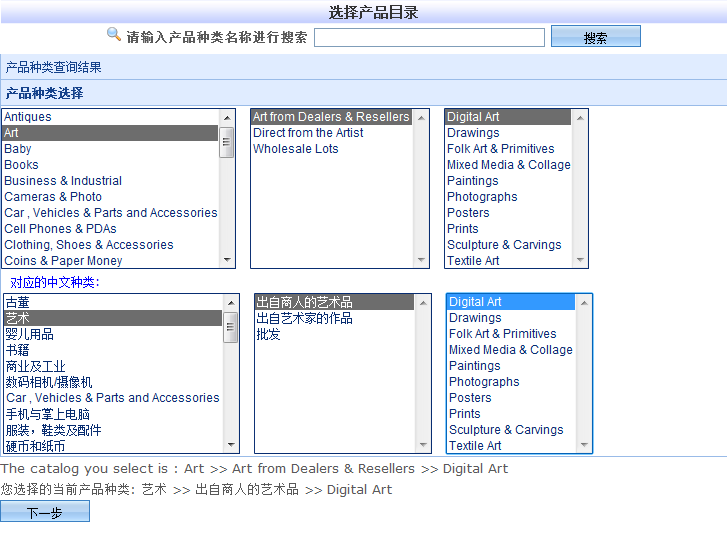 选择产品目录
请输入产品种类名称进行搜索 搜索
产品种类查询结果
产品种类选择
Antiques
Art
Baby
Books
Business & Industrial
Cameras & Photo
Car , Vehicles & Parts and Accessories
Cell Phones & PDAs
Clothing, Shoes & Accessories
Coins & Paper Money
Art from Dealers & Resellers
Direct from the Artist
Wholesale Lots
Digital Art
Drawings
Folk Art & Primitives
Mixed Media & Collage
Paintings
Photographs
Posters
Prints
Sculpture & Carvings
Textile Art
对应的中文种类:
古董
艺术
婴儿用品
书籍
商业及工业
数码相机/摄像机
Car , Vehicles & Parts and Accessories
手机与掌上电脑
服装，鞋类及配件
硬币和纸币
出自商人的艺术品
出自艺术家的作品
批发
Digital Art
Drawings
Folk Art & Primitives
Mixed Media & Collage
Paintings
Photographs
Posters
Prints
Sculpture & Carvings
Textile Art
The catalog you select is : Art >> Art from Dealers & Resellers >> Digital Art
您选择的当前产品种类: 艺术 >> 出自商人的艺术品 >> Digital Art
下一步